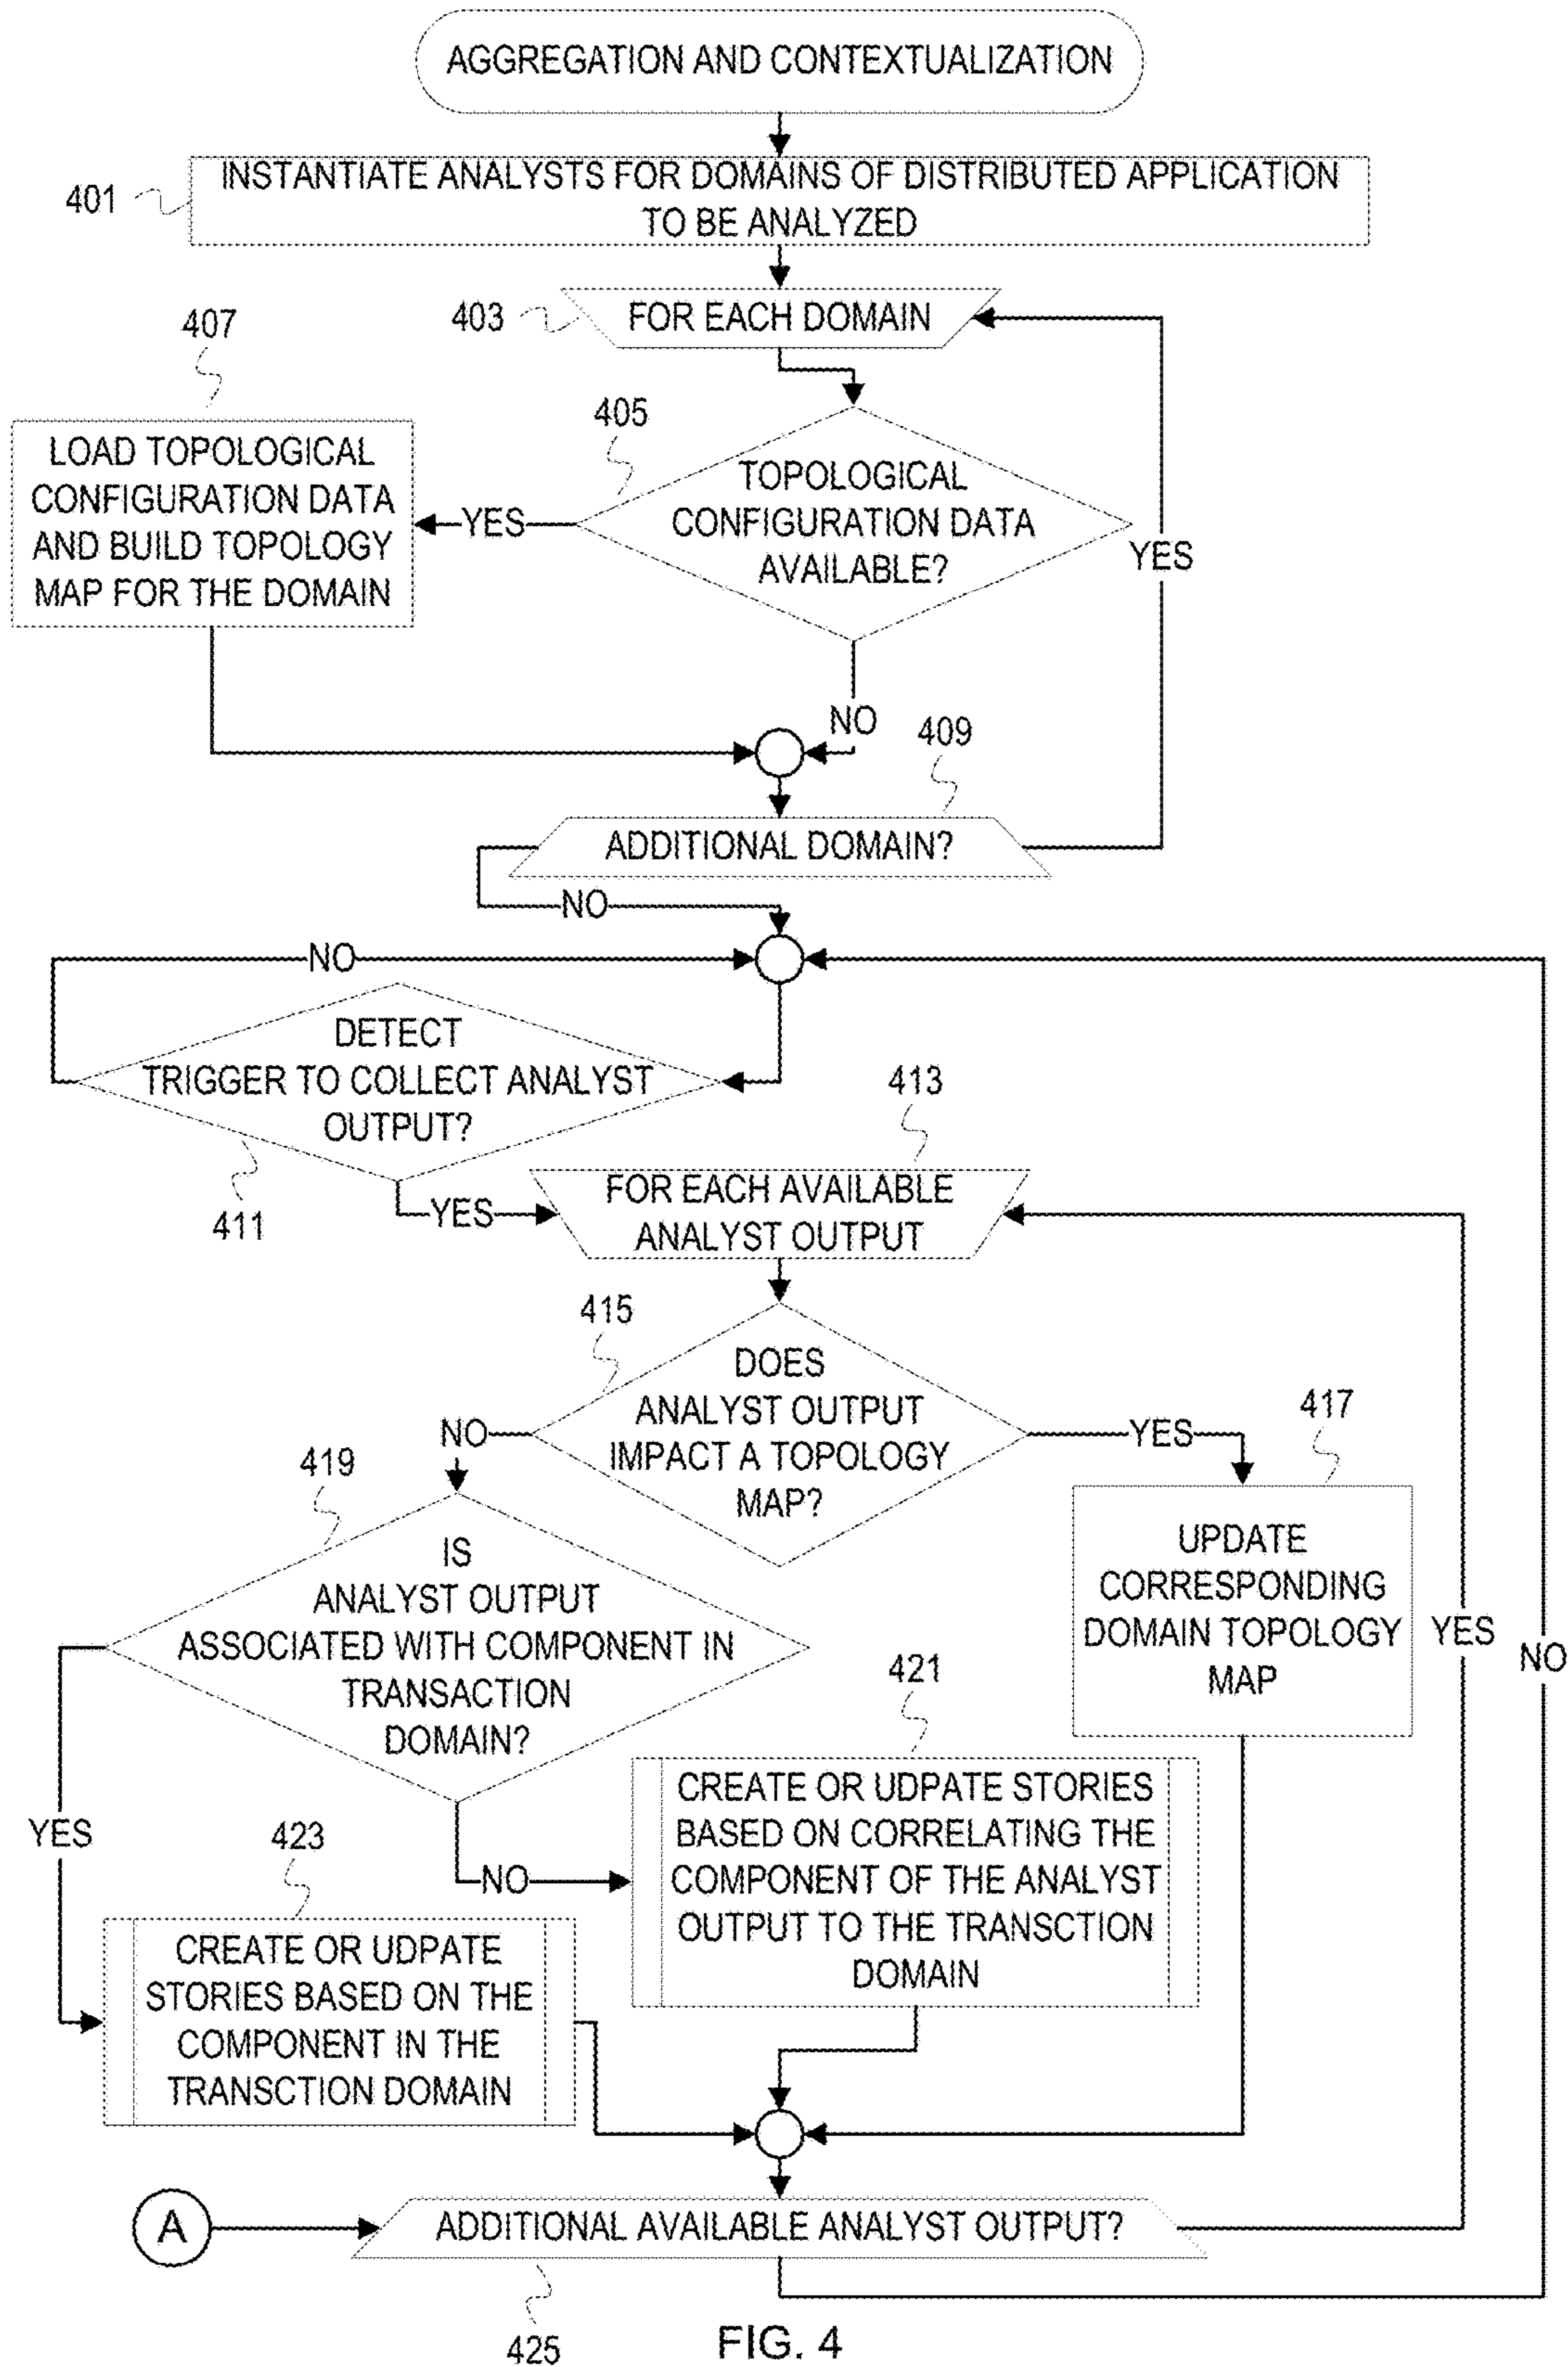 AGGREGATION AND CONTEXTUALIZATION
401
INSTANTIATE ANALYSTS FOR DOMAINS OF DISTRIBUTED APPLICATION
TO BE ANALYZED
403
FOR EACH DOMAIN
407
405
LOAD TOPOLOGICAL
CONFIGURATION DATA
AND BUILD TOPOLOGY
MAP FOR THE DOMAIN
YES
TOPOLOGICAL
CONFIGURATION DATA
AVAILABLE?
YES
NO
409
ADDITIONAL DOMAIN?
NO
NO
DETECT
TRIGGER TO COLLECT ANALYST
OUTPUT?
411
YES
413
FOR EACH AVAILABLE
ANALYST OUTPUT
415
DOES
ANALYST OUTPUT
IMPACT A TOPOLOGY
MAP?
NO
YES
417
419
IS
ANALYST OUTPUT
ASSOCIATED WITH COMPONENT IN
TRANSACTION
DOMAIN?
UPDATE
CORRESPONDING
DOMAIN TOPOLOGY
MAP
YES
NO
421
CREATE OR UDPATE STORIES
BASED ON CORRELATING THE
COMPONENT OF THE ANALYST
OUTPUT TO THE TRANSCTION
DOMAIN
YES
NO
423
CREATE OR UDPATE
STORIES BASED ON THE
COMPONENT IN THE
TRANSCTION DOMAIN
A
ADDITIONAL AVAILABLE ANALYST OUTPUT?
425
FIG. 4